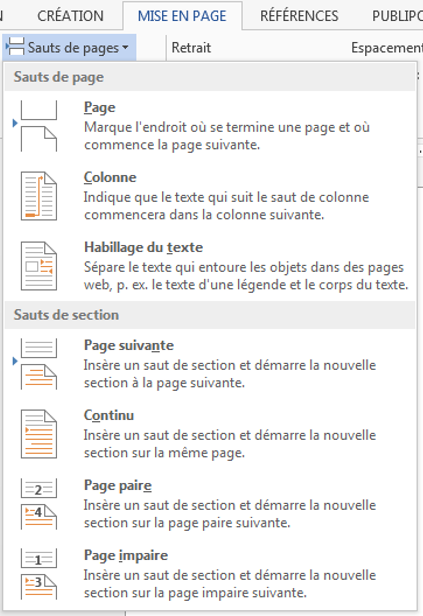 CRÉATION MISE EN PAGE RÉFÉRENCES PUBLIPO
Sauts de pages Retrait Espacement
Sauts de page
Page
Marque l'endroit où se termine une page et où
commence la page suivante.
Colonne
Indique que le texte qui suit le saut de colonne
commencera dans la colonne suivante.
Habillage du texte
Sépare le texte qui entoure les objets dans des pages
web, p. ex. le texte d'une légende et le corps du texte.
Sauts de section
Page suivante
Insère un saut de section et démarre la nouvelle
section à la page suivante.
Continu
Insère un saut de section et démarre la nouvelle
section sur la même page.
2
4
Page paire
Insère un saut de section et démarre la nouvelle
section sur la page paire suivante.
1
3
Page impaire
Insère un saut de section et démarre la nouvelle
section sur la page impaire suivante.